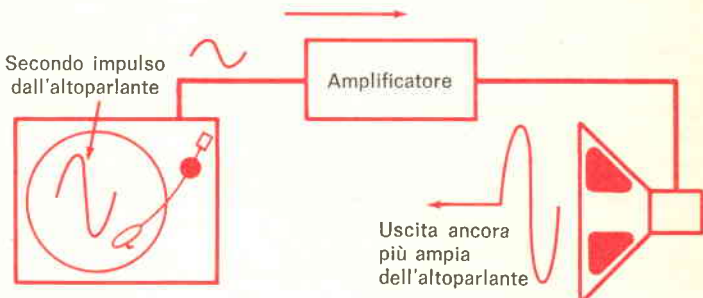 Secondo impulso
dall'altoparlante
Amplificatore
Uscita ancora
più ampia
dell'altoparlante